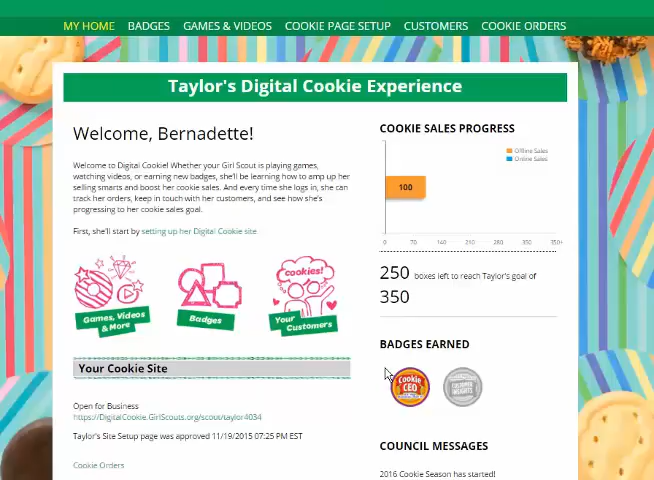 MY HOME BADGES GAMES & VIDEOS COOKIE PAGE SETUP CUSTOMERS COOKIE ORDERS
Taylor's Digital Cookie Experience
Welcome, Bernadette!
Welcome to Digital Cookie! Whether your Girl Scout is playing games,
watching videos, or earning new badges, she'll be learning how to amp up her
selling smarts and boost her cookie sales. And every time she logs in, she can
track her orders, keep in touch with her customers, and see how she's
progressing to her cookie sales goal.
First, she'll start by setting up her Digital Cookie site
Games, Videos
& More
Badges
cookies!
Your
Customers
Your Cookie Site
Open for Business
https://DigitalCookie.GirlScouts.org/scout/taylor4034
Taylor's Site Setup page was approved 11/19/2015 07:25 PM EST
Cookie Orders
COOKIE SALES PROGRESS
Offline Sales
Online Sales
100
0 70 140 210 280 350 350+
250 boxes left to reach Taylor's goal of
350
BADGES EARNED
Cookie
CEO
CUSTOMER
INSIGHTS
COUNCIL MESSAGES
2016 Cookie Season has started!